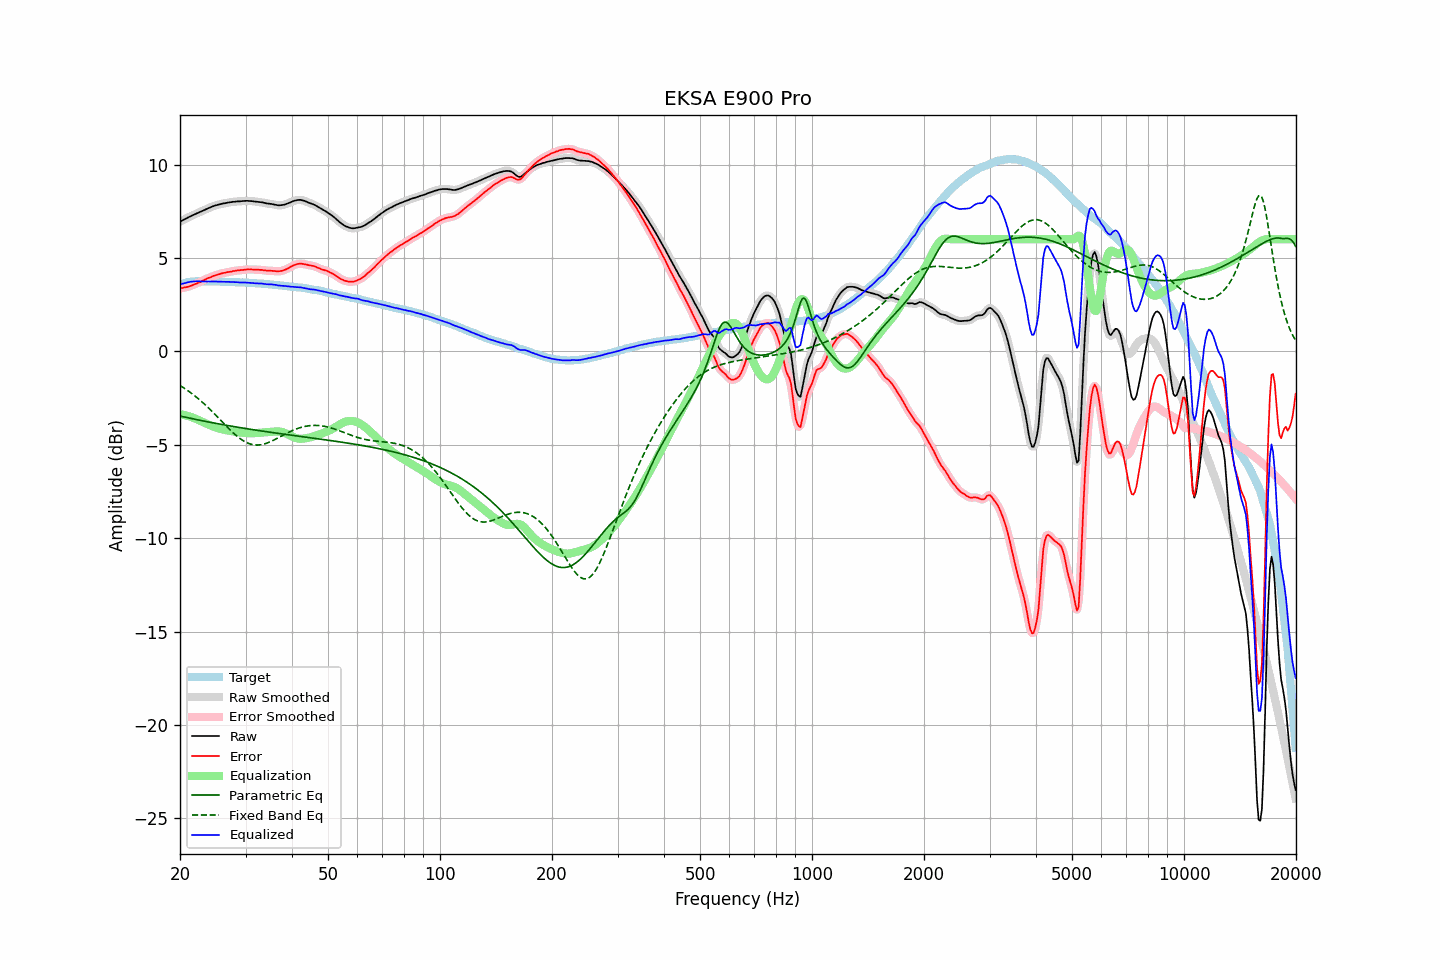 EKSA E900 Pro
Amplitude (dBr)
10
5
0
−5
−10
−15
−20
−25
Target
Raw Smoothed
Error Smoothed
Raw
Error
Equalization
Parametric Eq
Fixed Band Eq
Equalized
20 50 100 200 500 1000 2000 5000 10000 20000
Frequency (Hz)